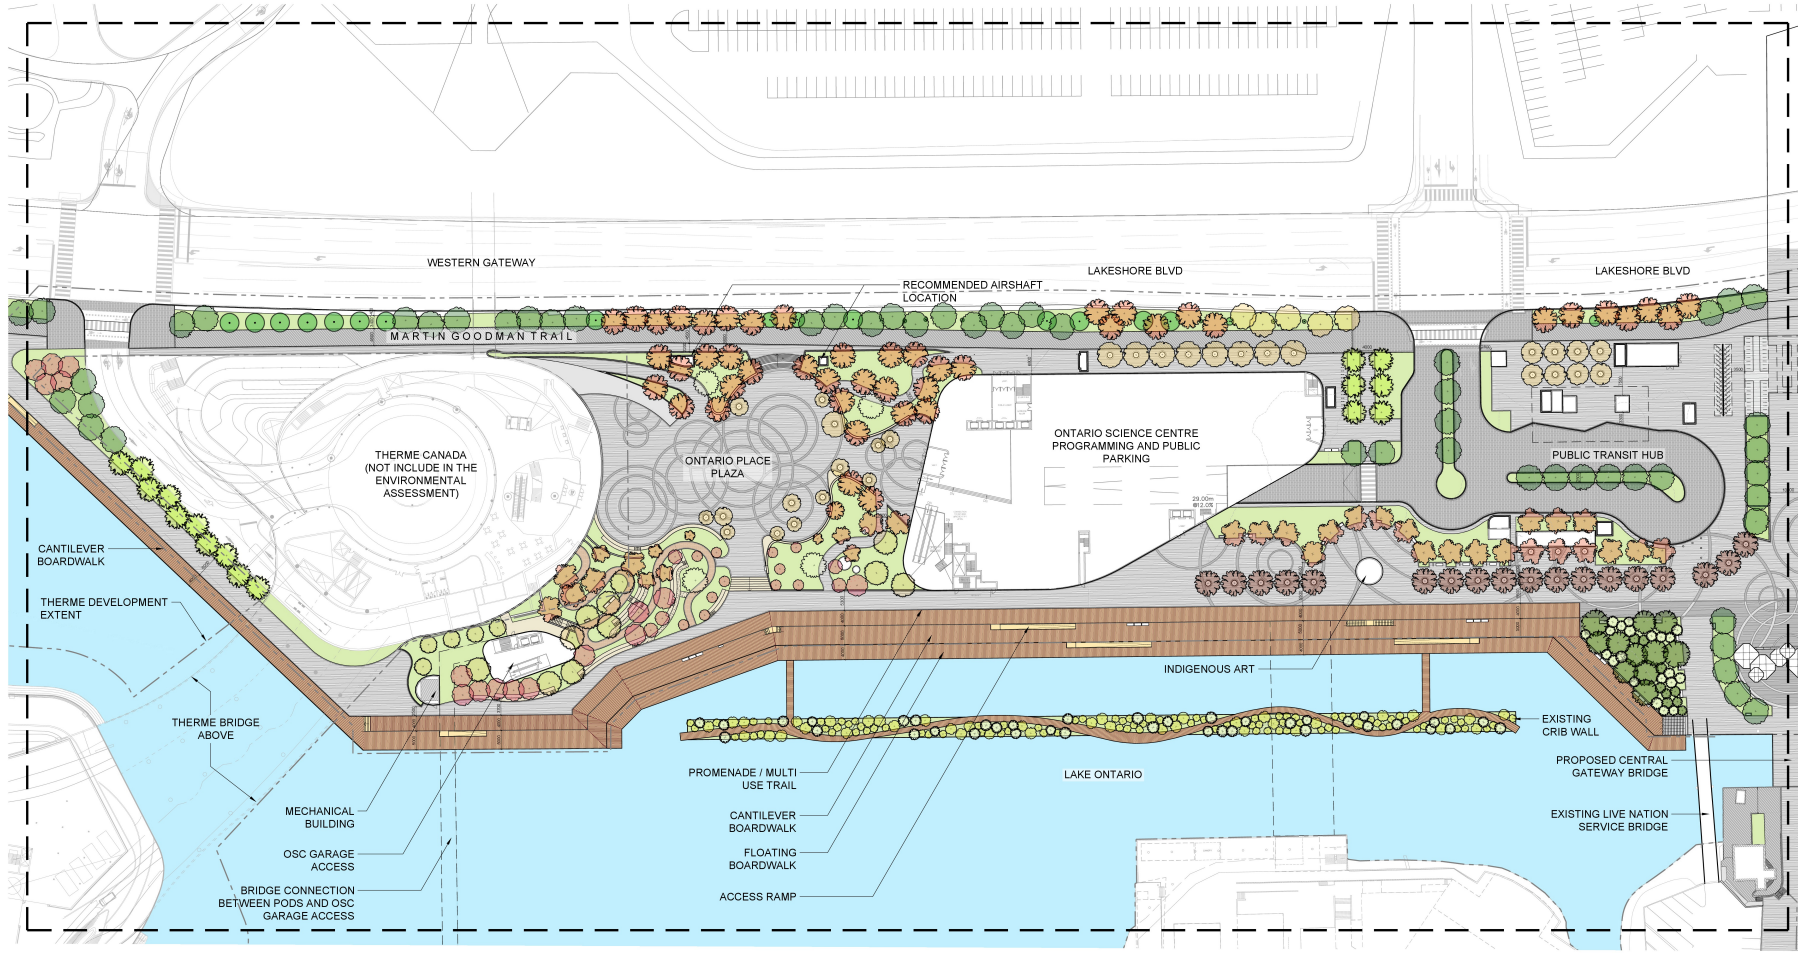 WESTERN GATEWAY
LAKESHORE BLVD
LAKESHORE BLVD
RECOMMENDED AIRSHAFT
LOCATION
MARTIN GOODMAN TRAIL
THERME CANADA
(NOT INCLUDE IN THE
ENVIRONMENTAL
ASSESSMENT)
ONTARIO PLACE
PLAZA
ONTARIO SCIENCE CENTRE
PROGRAMMING AND PUBLIC
PARKING
PUBLIC TRANSIT HUB
29.00m
CANTILEVER
BOARDWALK
THERME DEVELOPMENT
EXTENT
THERME BRIDGE
ABOVE
MECHANICAL
BUILDING
OSC GARAGE
ACCESS
BRIDGE CONNECTION
BETWEEN PODS AND OSC
GARAGE ACCESS
PROMENADE / MULTI
USE TRAIL
CANTILEVER
BOARDWALK
FLOATING
BOARDWALK
ACCESS RAMP
INDIGENOUS ART
LAKE ONTARIO
EXISTING
CRIB WALL
PROPOSED CENTRAL
GATEWAY BRIDGE
EXISTING LIVE NATION
SERVICE BRIDGE